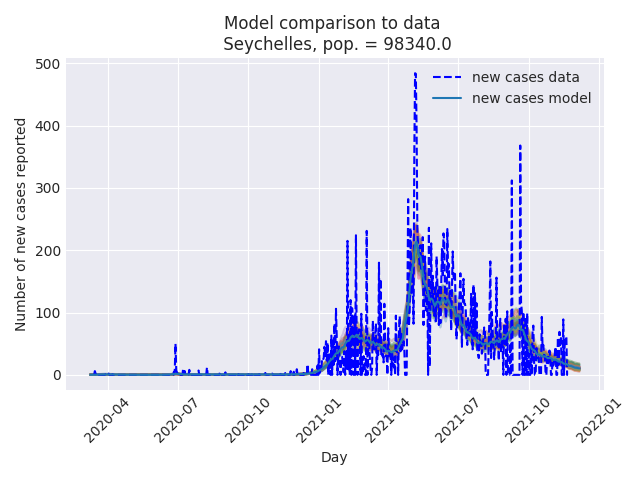 Model comparison to data
Seychelles, pop. = 98340.0
new cases data
new cases model
Number of new cases reported
500
400
300
200
100
0
2020-04
2020-07
2020-10
2021-01
2021-04
2021-07
2021-10
2022-01
Day